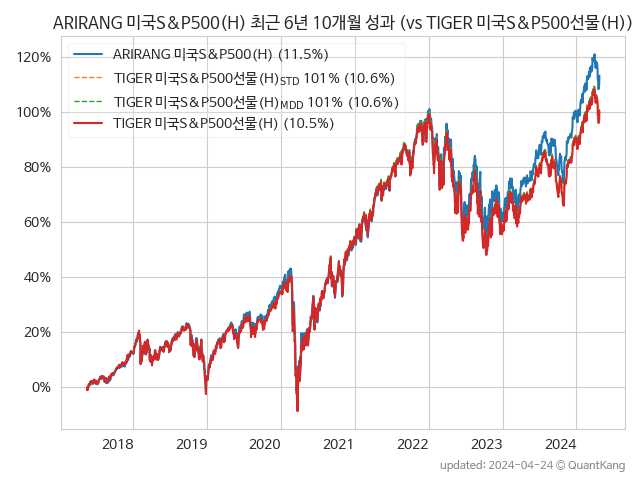 ARIRANG 미국S&P500(H) 최근 6년 10개월 성과 (vs TIGER 미국S&P500선물(H))
120%
100%
80%
60%
40%
20%
0%
ARIRANG 미국S&P500(H) (11.5%)
TIGER 미국S&P500선물(H)STD 101% (10.6%)
TIGER 미국S&P500선물(H)MDD 101% (10.6%)
TIGER 미국S&P500선물(H) (10.5%)
2018 2019 2020 2021 2022 2023 2024
updated: 2024-04-24 @ QuantKang